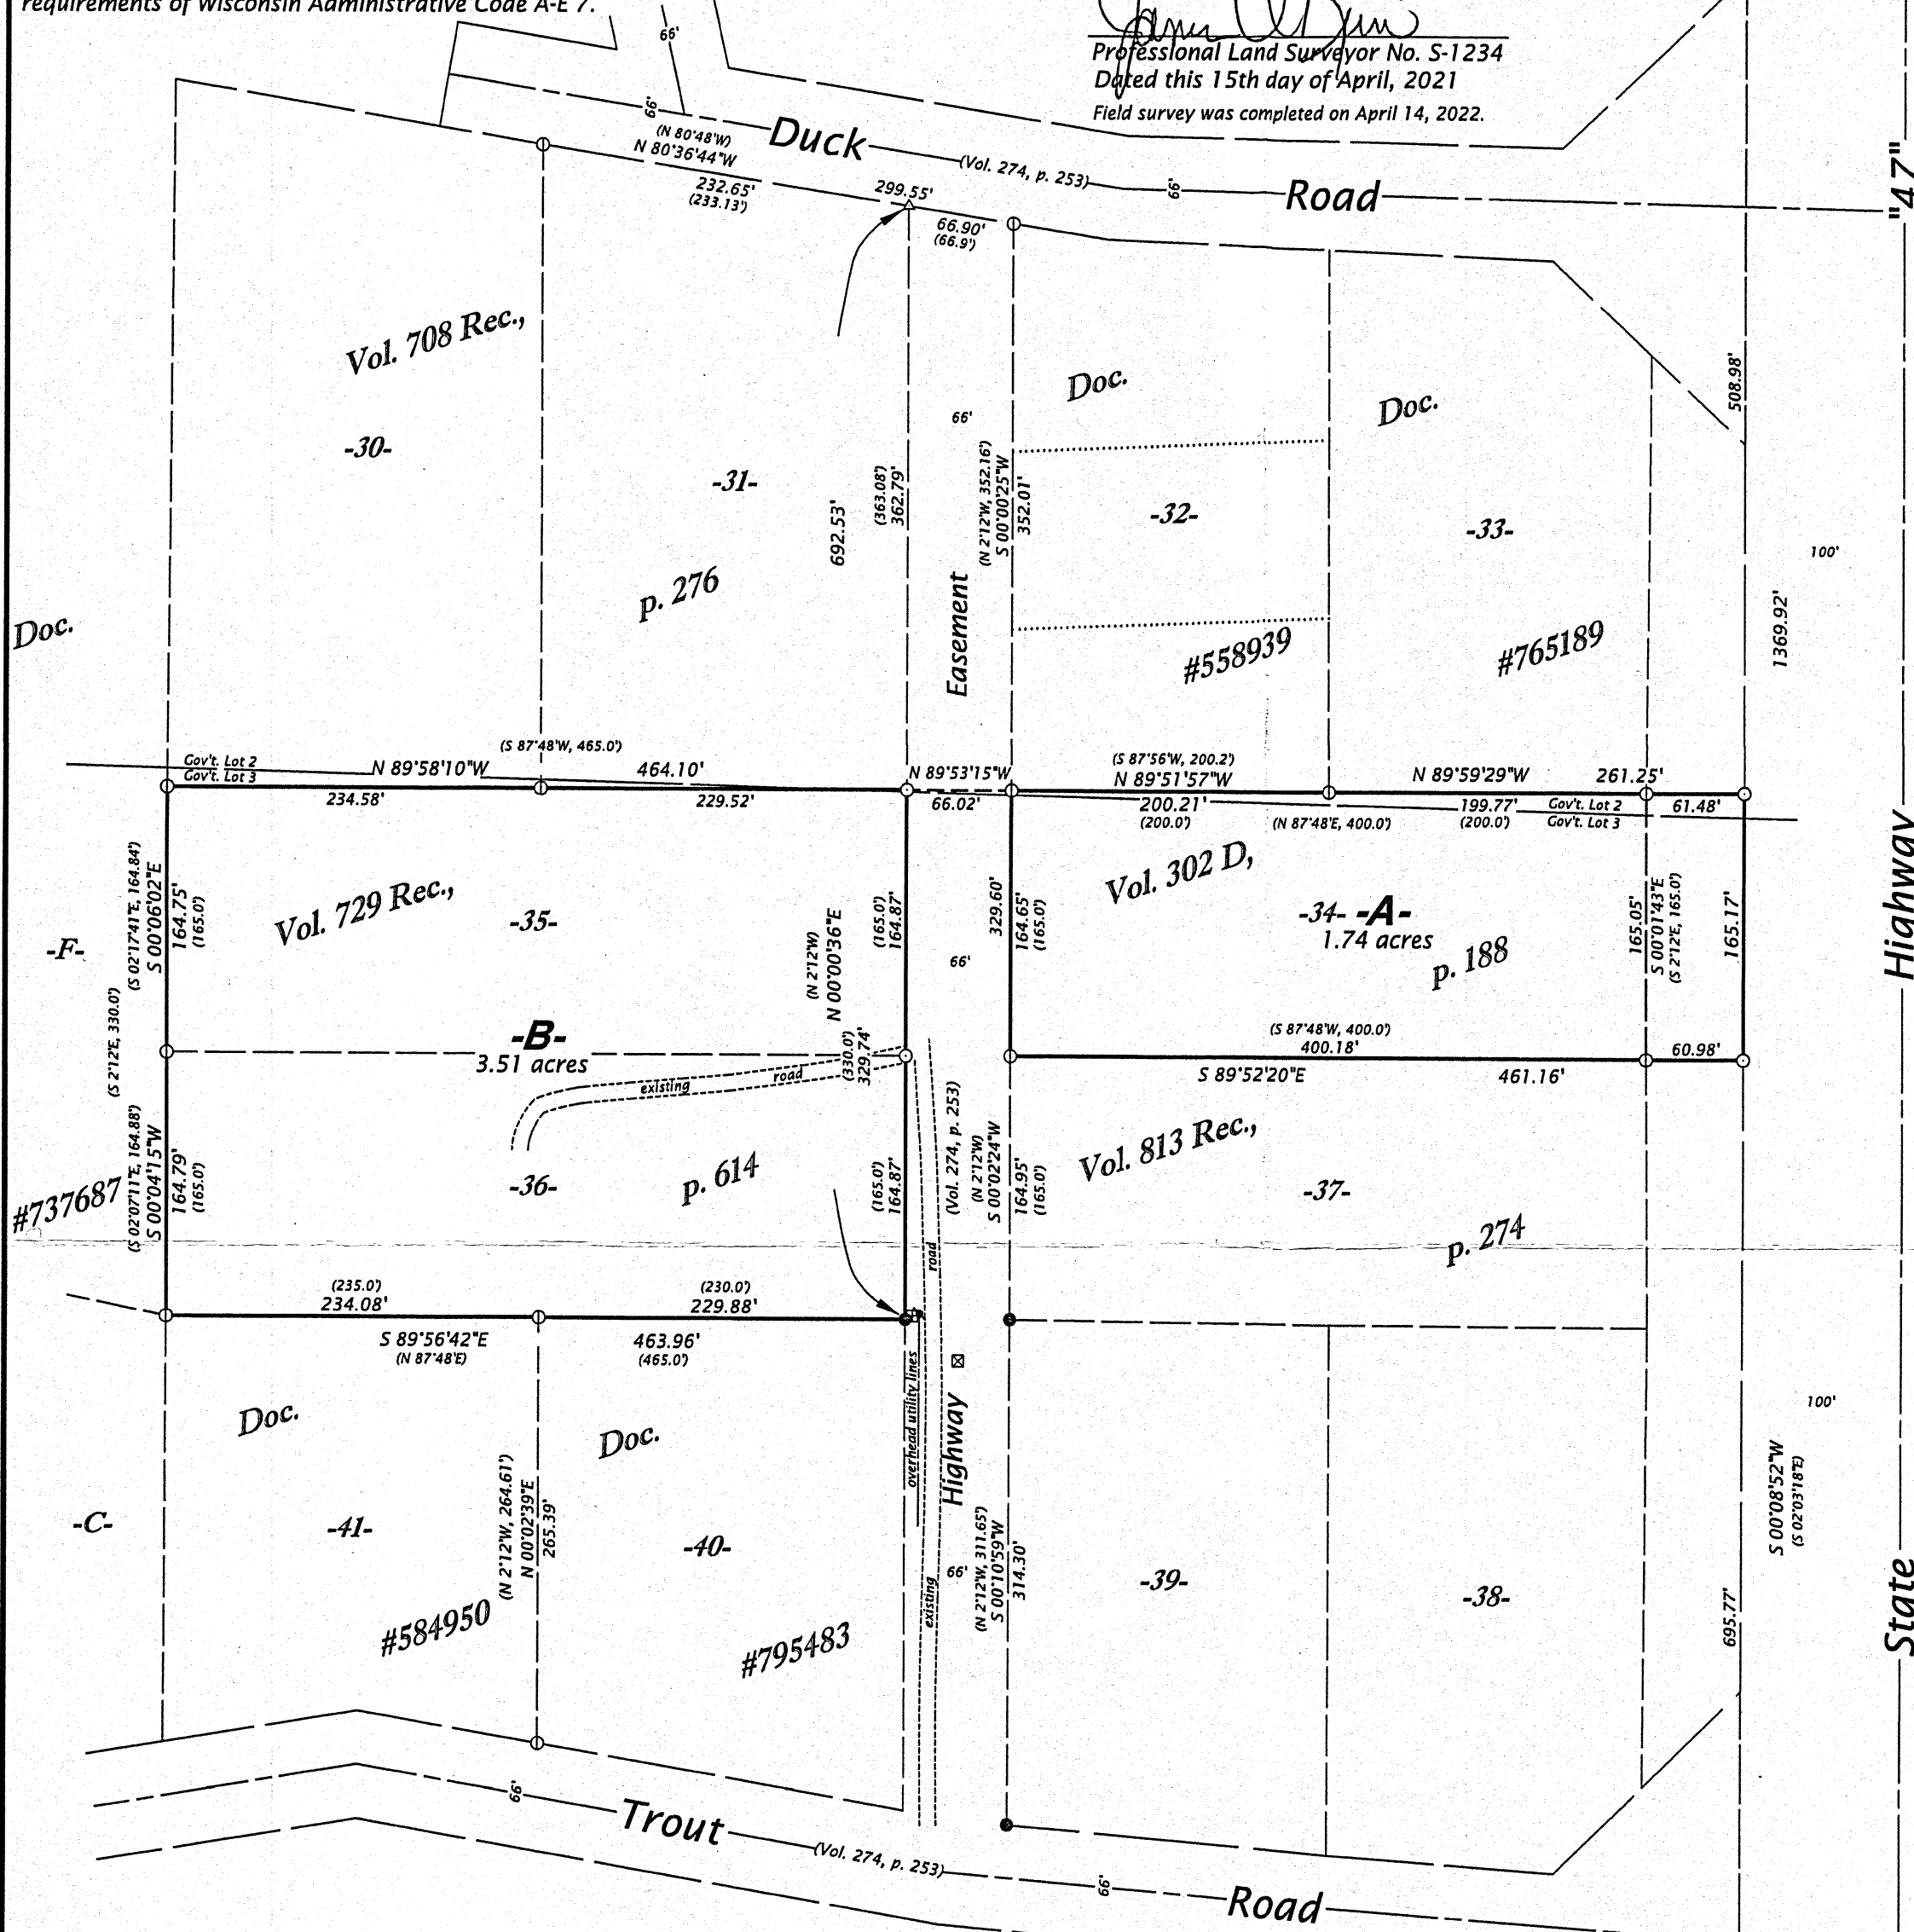 requirements of Wisconsin Administrative Code A-E 7.
Professional Land Surveyor No. S-1234
Dated this 15th day of April, 2021
Field survey was completed on April 14, 2022.
66'
66'
(N 80°48'W)
N 80°36'44"W
232.65'
(233.13')
Duck
299.55'
(Vol. 274, p. 253)
66'
Road
66.90'
(66.9')
"47"
Vol. 708 Rec.,
-30-
-31-
p. 276
692.53'
(363.08')
362.79'
66'
Easement
(N 2°12'W, 352.16')
S 00°00'25"W
352.01'
Doc.
-32-
#558939
Doc.
-33-
#765189
508.98'
100'
1369.92'
Doc.
(S 87°48'W, 465.0')
Gov't. Lot 2
Gov't. Lot 3
N 89°58'10"W
464.10'
234.58'
229.52'
N 89°53'15"W
66.02'
(S 87°56'W, 200.2')
N 89°51'57"W
200.21'
(200.0')
(N 87°48'E, 400.0')
N 89°59'29"W
261.25'
199.77'
(200.0')
Gov't. Lot 2
Gov't. Lot 3
61.48'
-F-
(S 02°17'41"E, 164.84')
S 00°06'02"E
164.75'
(165.0')
Vol. 729 Rec.,
-35-
(N 2°12'W)
N 00°00'36"E
(165.0')
164.87'
66'
329.60'
164.65'
(165.0')
Vol. 302 D,
-34-
-A-
1.74 acres
p. 188
165.05'
S 00°01'43"E
(S 2°12'E, 165.0')
165.17'
Highway
(S 2°12'E, 330.0')
-B-
3.51 acres
existing
road
(330.0')
329.74'
(S 87°48'W, 400.0')
400.18'
60.98'
S 89°52'20"E
461.16'
#737687
(S 02°07'11"E, 164.88')
S 00°04'15"W
164.79'
(165.0')
-36-
p. 614
(165.0')
164.87'
(Vol. 274, p. 253)
(N 2°12'W)
S 00°02'24"W
164.95'
(165.0')
road
Vol. 813 Rec.,
-37-
p. 274
(235.0')
234.08'
(230.0')
229.88'
S 89°56'42"E
(N 87°48'E)
463.96'
(465.0')
Doc.
Doc.
overhead utility lines
Highway
100'
-C-
-41-
(N 2°12'W, 264.61')
N 00°02'39"E
265.39'
-40-
#584950
#795483
existing
66'
(N 2°12'W, 311.65')
S 00°10'59"W
314.30'
-39-
-38-
S 00°08'52"W
(S 02°03'18"E)
695.77'
State
66'
Trout
(Vol. 274, p. 253)
66'
Road